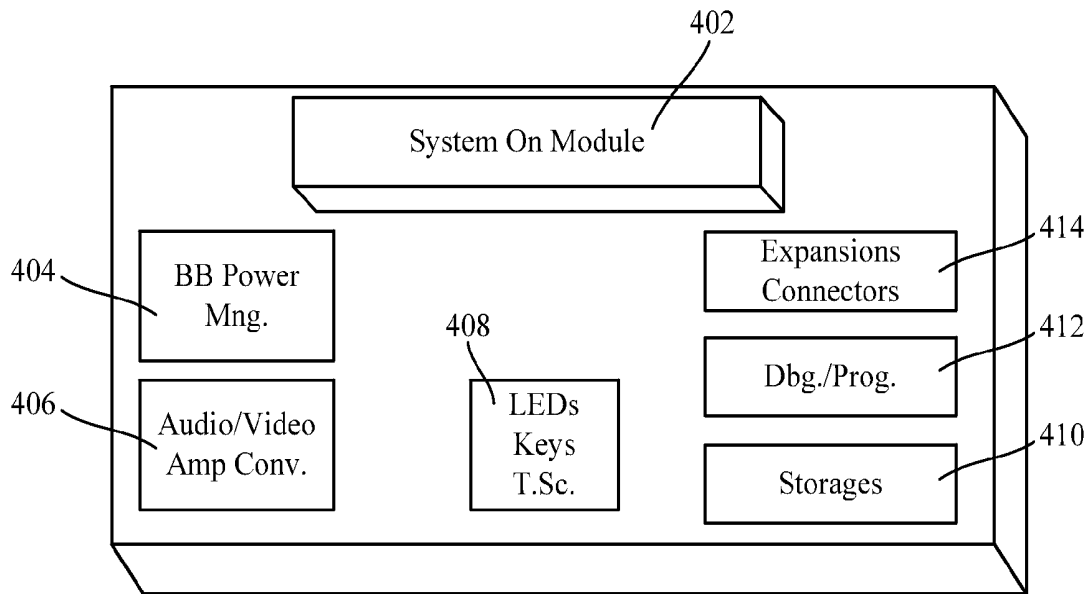 402
System On Module
404
BB Power
Mng.
406
Audio/Video
Amp Conv.
408
LEDs
Keys
T.Sc.
414
Expansions
Connectors
412
Dbg./Prog.
410
Storages